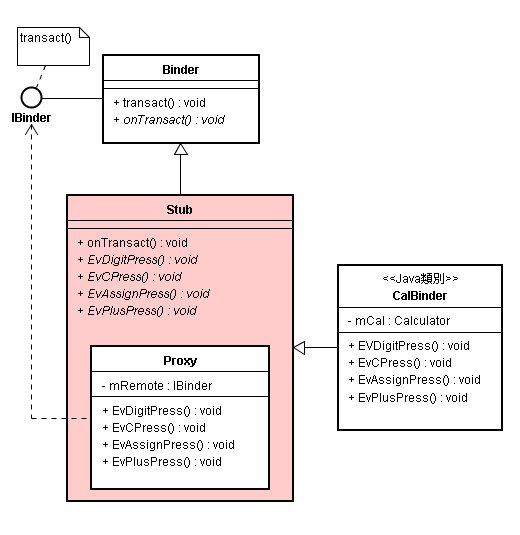 transact()
IBinder
Binder
+ transact() : void
+ onTransact() : void
Stub
+ onTransact() : void
+ EvDigitPress() : void
+ EvCPress() : void
+ EvAssignPress() : void
+ EvPlusPress() : void
Proxy
- mRemote : IBinder
+ EvDigitPress() : void
+ EvCPress() : void
+ EvAssignPress() : void
+ EvPlusPress() : void
<<Java類別>>
CalBinder
- mCal : Calculator
+ EVDigitPress() : void
+ EvCPress() : void
+ EvAssignPress() : void
+ EvPlusPress() : void